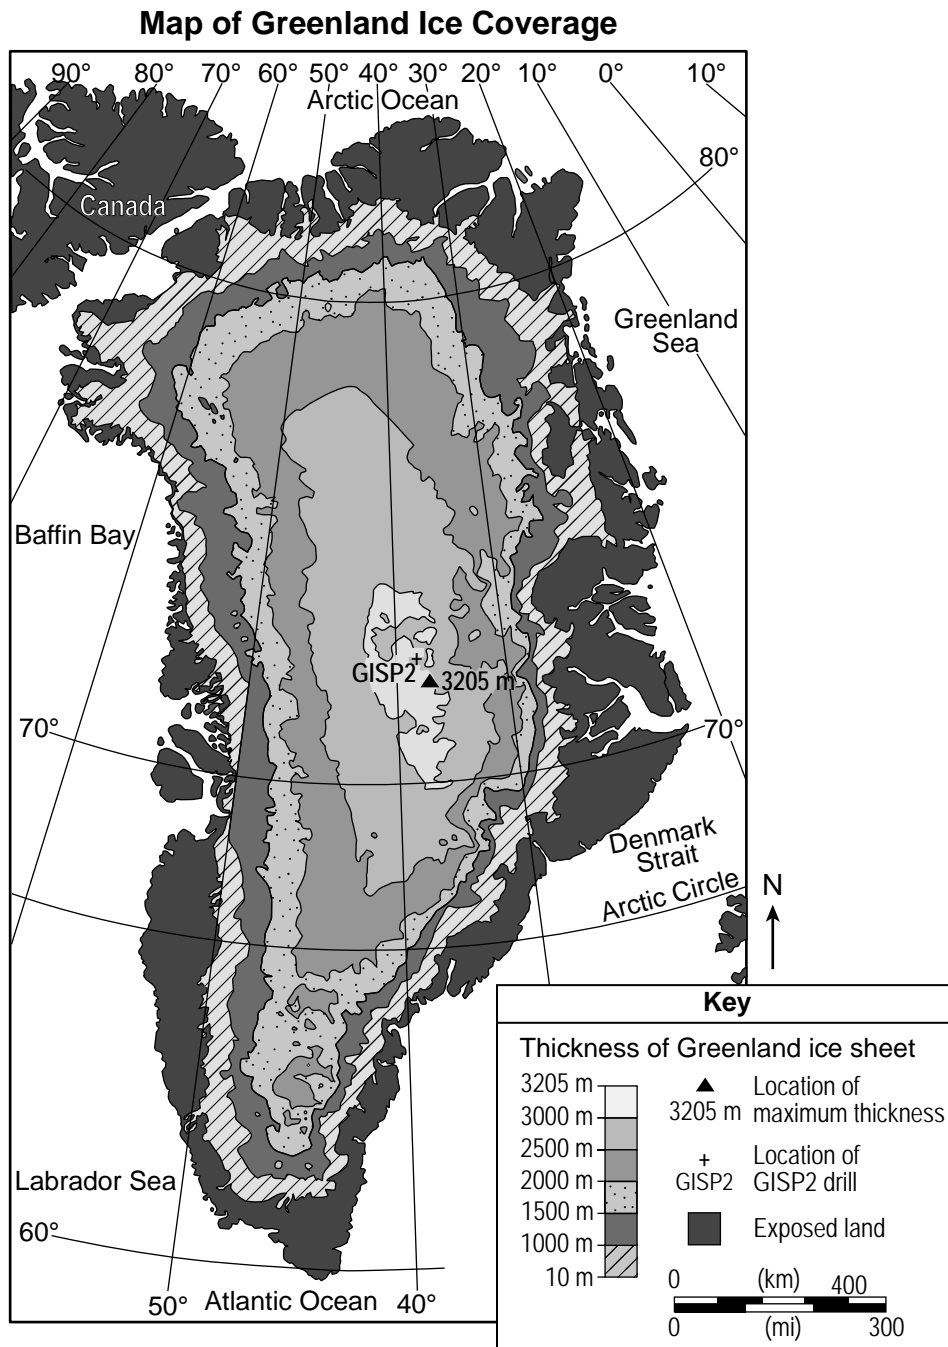 Map of Greenland Ice Coverage
90° 80° 70° 60° 50° 40° 30° 20° 10° 0° 10°
Arctic Ocean
80°
Canada
Greenland
Sea
Baffin Bay
GISP2
3205 m
70°
70°
Denmark
Strait
Arctic Circle
N
Labrador Sea
60°
50°
Atlantic Ocean
40°
Key
Thickness of Greenland ice sheet
3205 m
3000 m
2500 m
2000 m
1500 m
1000 m
10 m
3205 m
Location of
maximum thickness
+
GISP2
Location of
GISP2 drill
Exposed land
0 (km) 400
0 (mi) 300